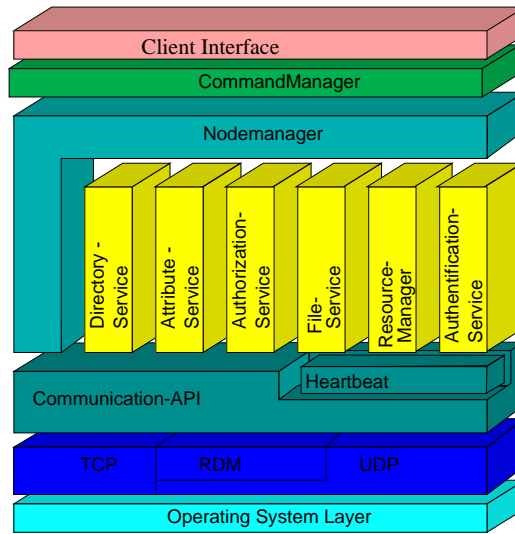 Client Interface
CommandManager
Nodemanager
Directory -
Service
Attribute -
Service
Authorization-
Service
File-
Service
Resource-
Manager
Authentification-
Service
Heartbeat
Communication-API
TCP
RDM
UDP
Operating System Layer